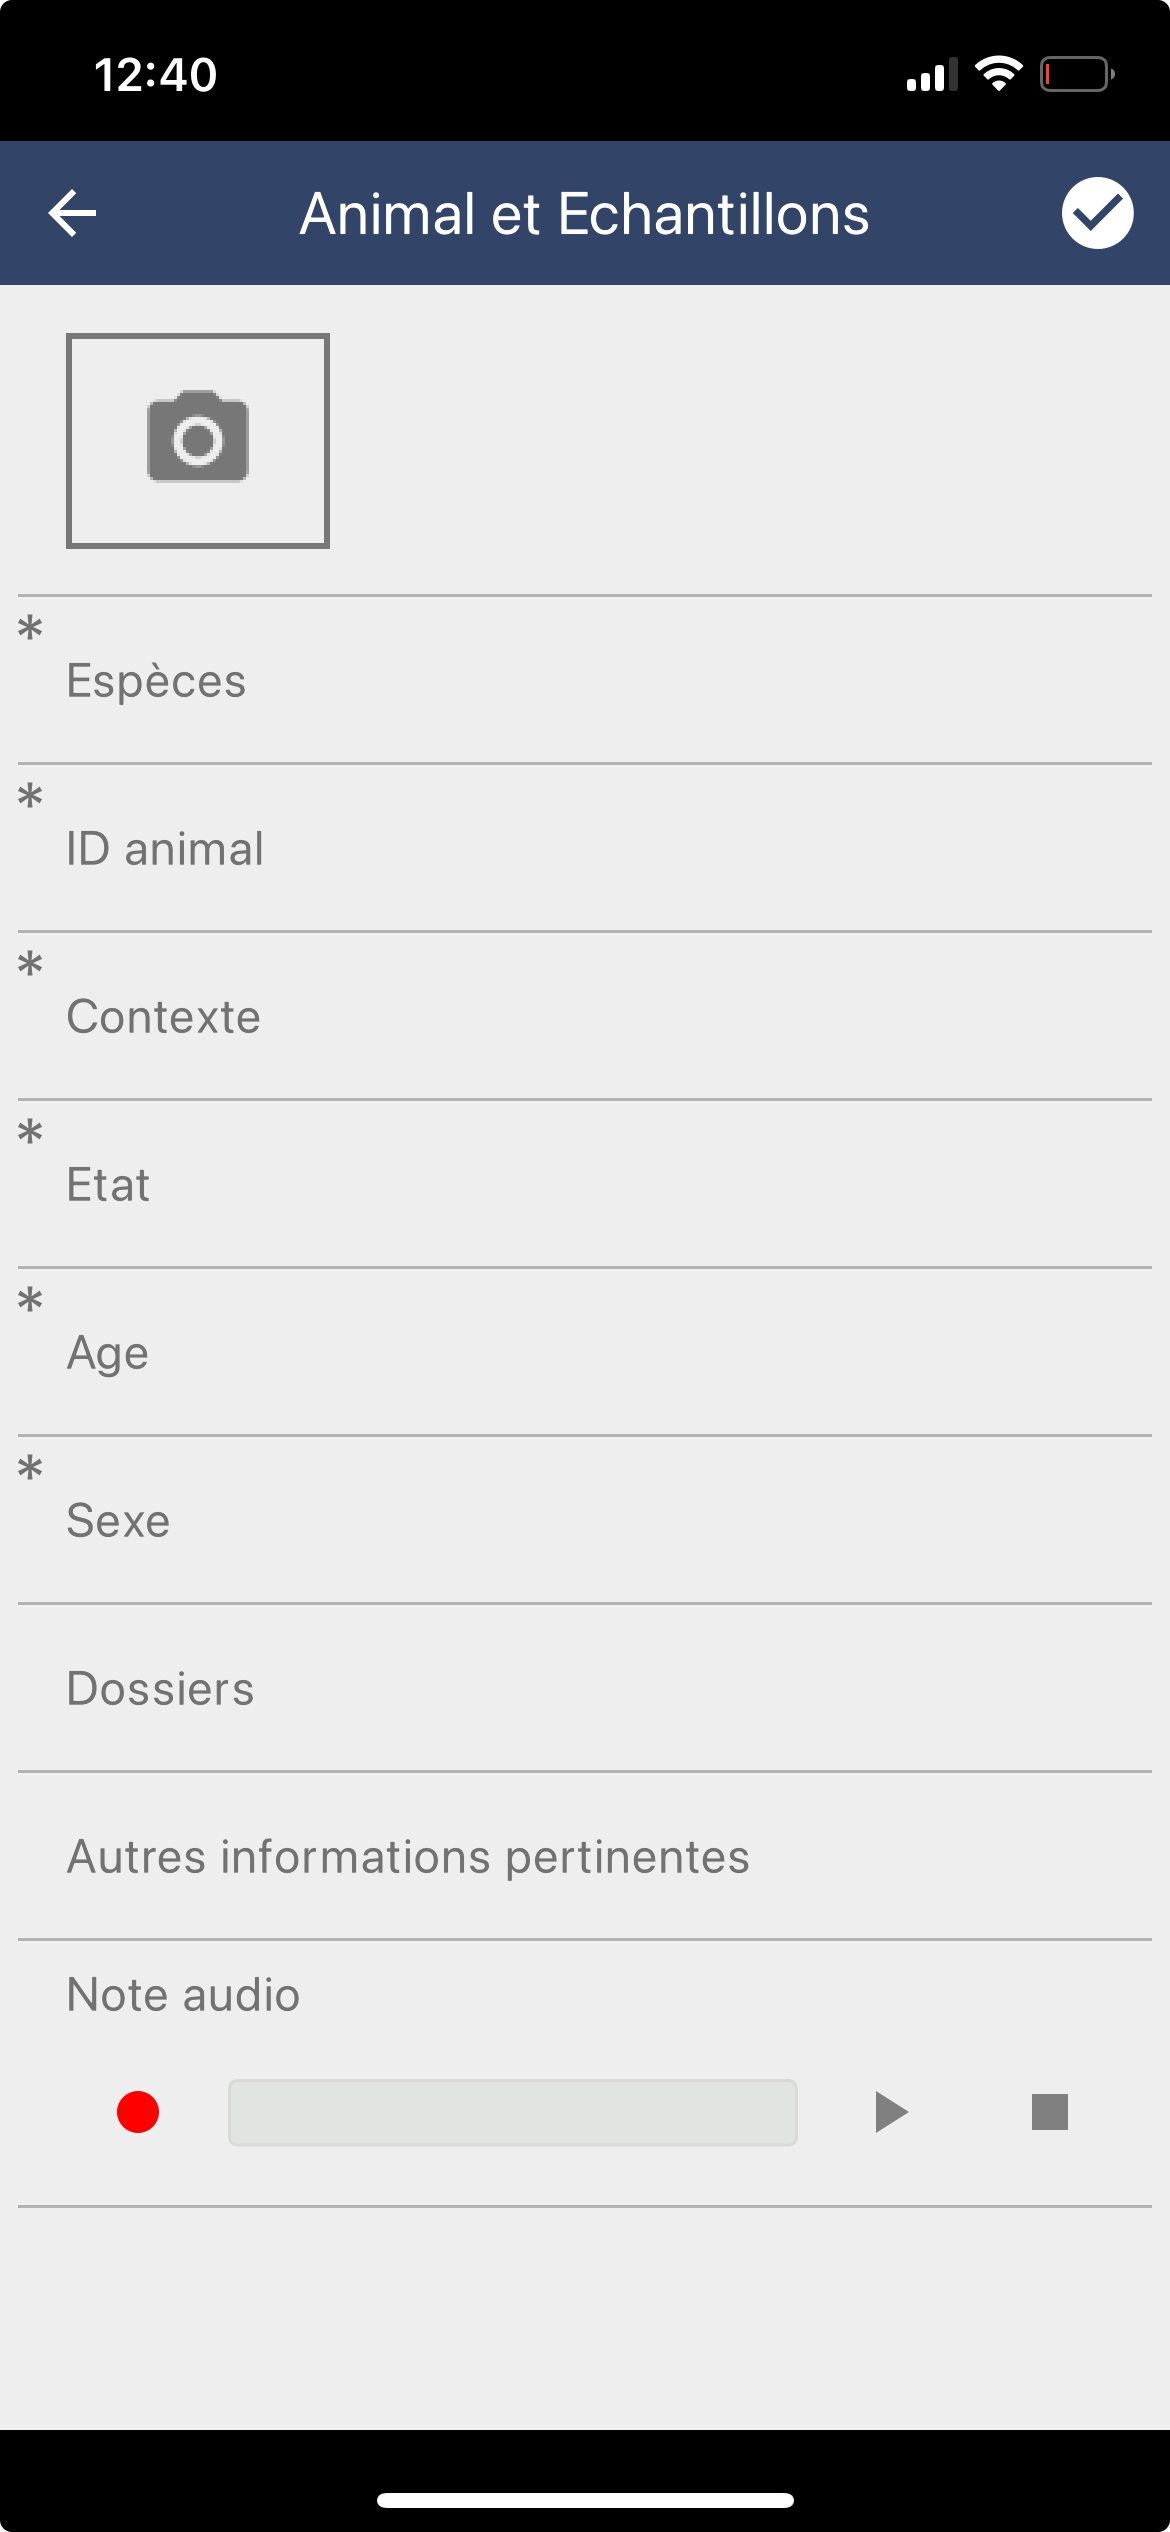 12:40
Animal et Echantillons
*
Espèces
*
ID animal
*
Contexte
*
Etat
*
Age
*
Sexe
Dossiers
Autres informations pertinentes
Note audio